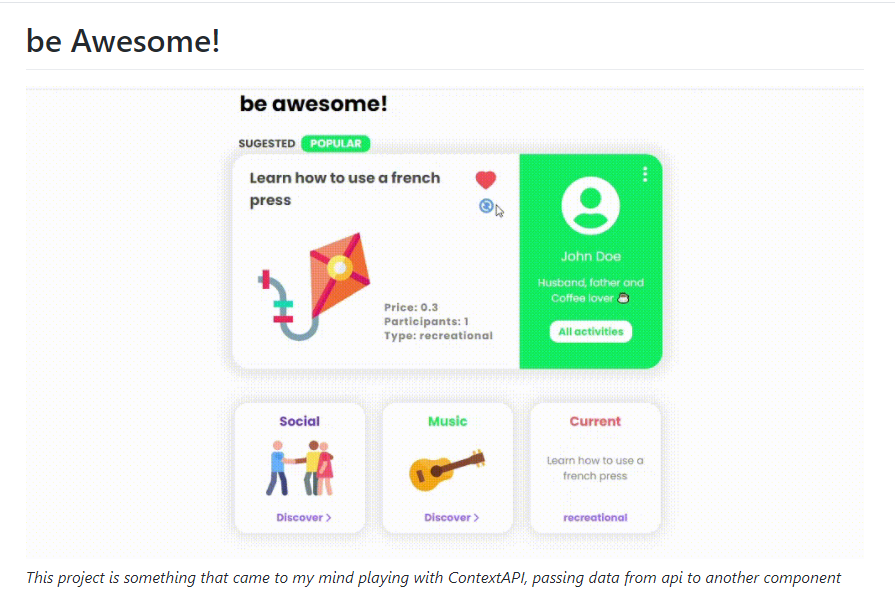 be Awesome!
be awesome!
SUGESTED POPULAR
Learn how to use a french
press
Price: 0.3
Participants: 1
Type: recreational
John Doe
Husband, father and
Coffee lover ☕
All activities
Social
Discover >
Music
Discover >
Current
Learn how to use a
french press
recreational
This project is something that came to my mind playing with ContextAPI, passing data from api to another component